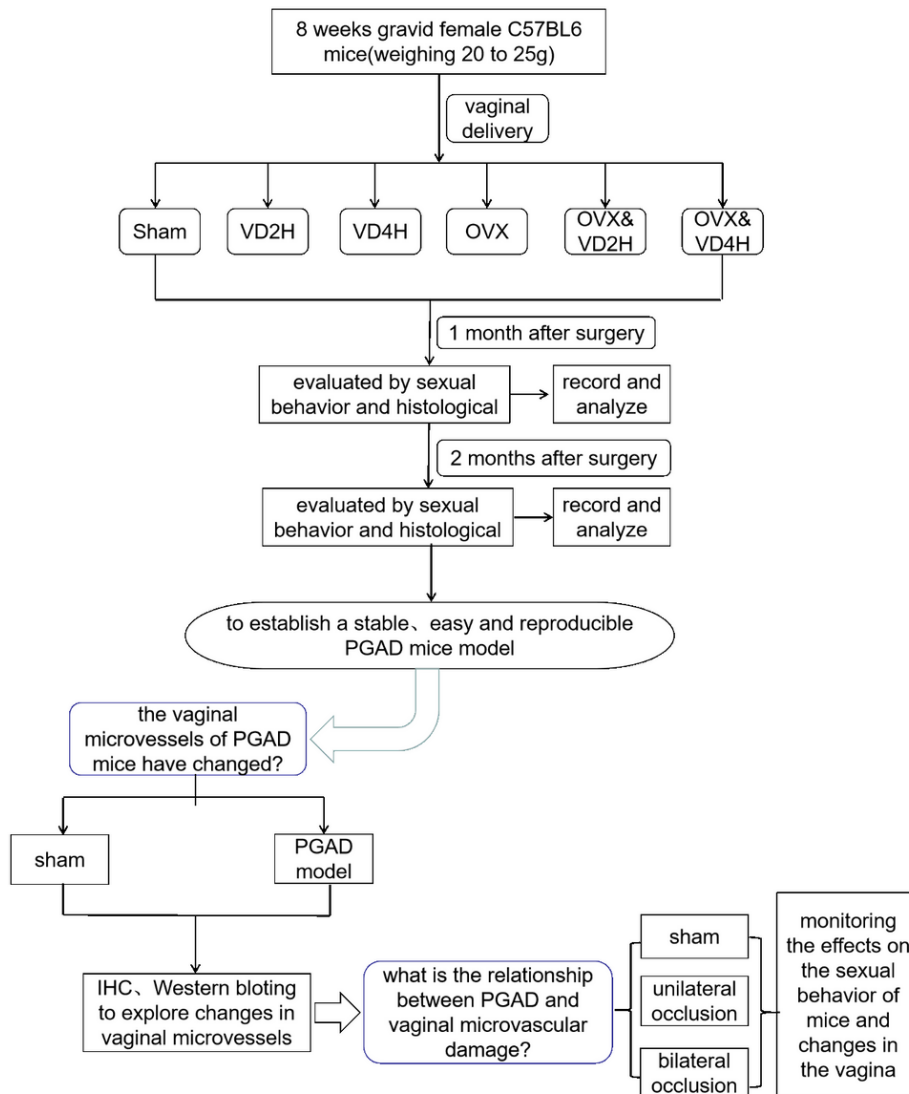 8 weeks gravid female C57BL6
mice(weighing 20 to 25g)
vaginal
delivery
Sham
VD2H
VD4H
OVX
OVX&
VD2H
OVX&
VD4H
1 month after surgery
evaluated by sexual
behavior and histological
record and
analyze
2 months after surgery
evaluated by sexual
behavior and histological
record and
analyze
to establish a stable、easy and reproducible
PGAD mice model
the vaginal
microvessels of PGAD
mice have changed?
sham
PGAD
model
IHC、Western bloting
to explore changes in
vaginal microvessels
what is the relationship
between PGAD and
vaginal microvascular
damage?
sham
unilateral
occlusion
bilateral
occlusion
monitoring
the effects on
the sexual
behavior of
mice and
changes in
the vagina